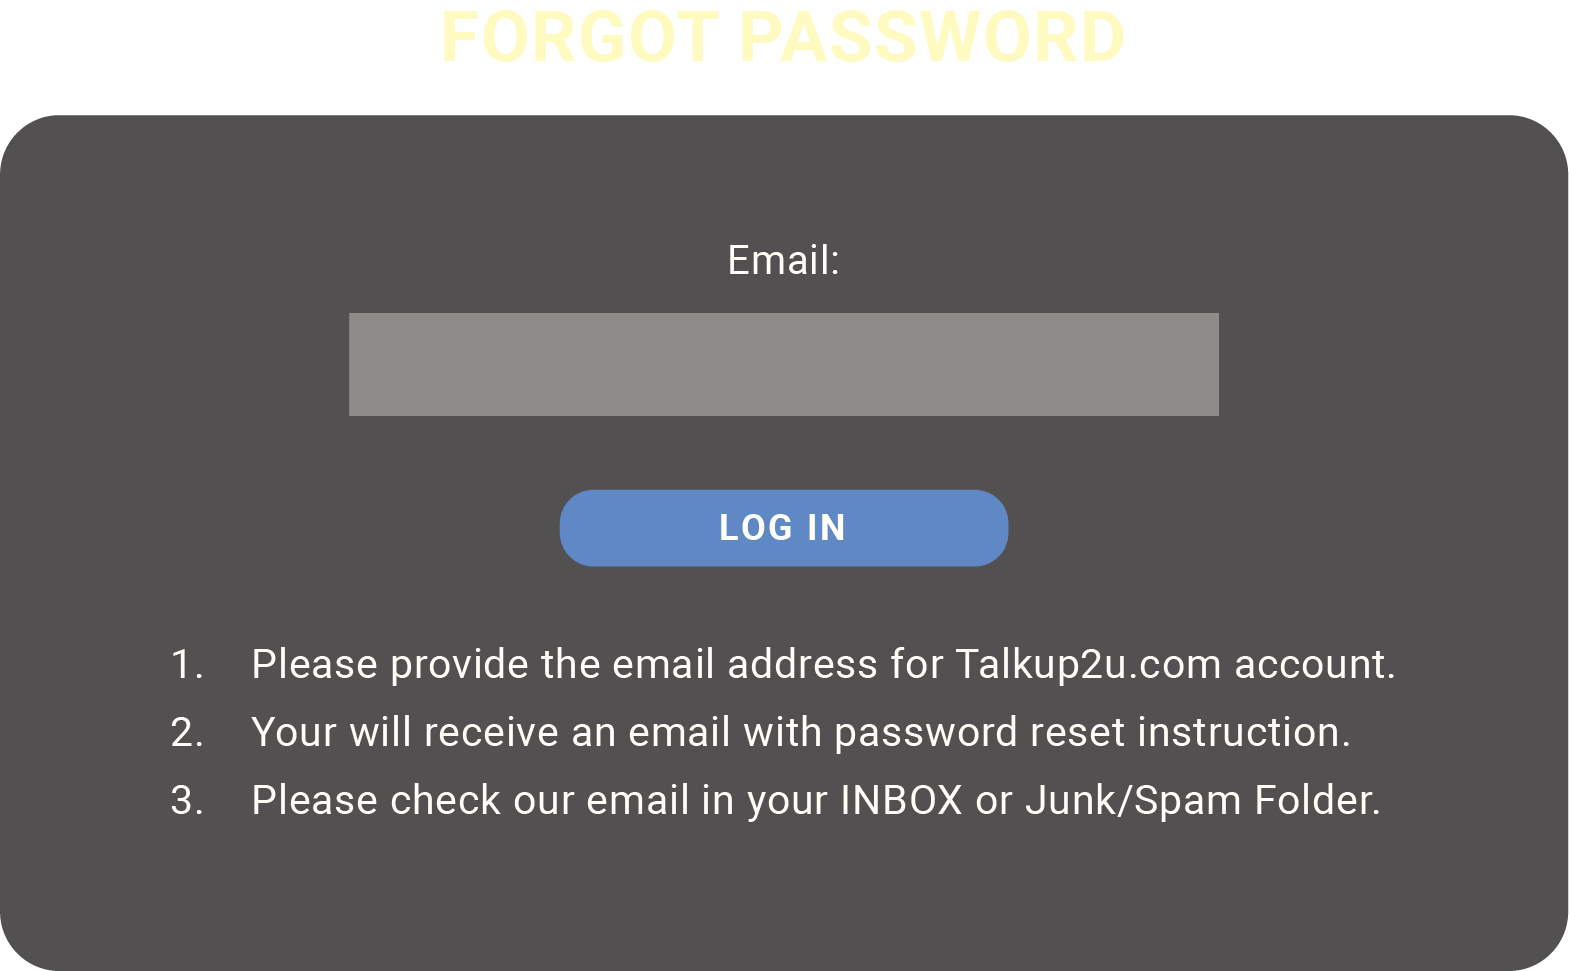 FORGOT PASSWORD
Email:
LOG IN
1. Please provide the email address for Talkup2u.com account.
2. Your will receive an email with password reset instruction.
3. Please check our email in your INBOX or Junk/Spam Folder.